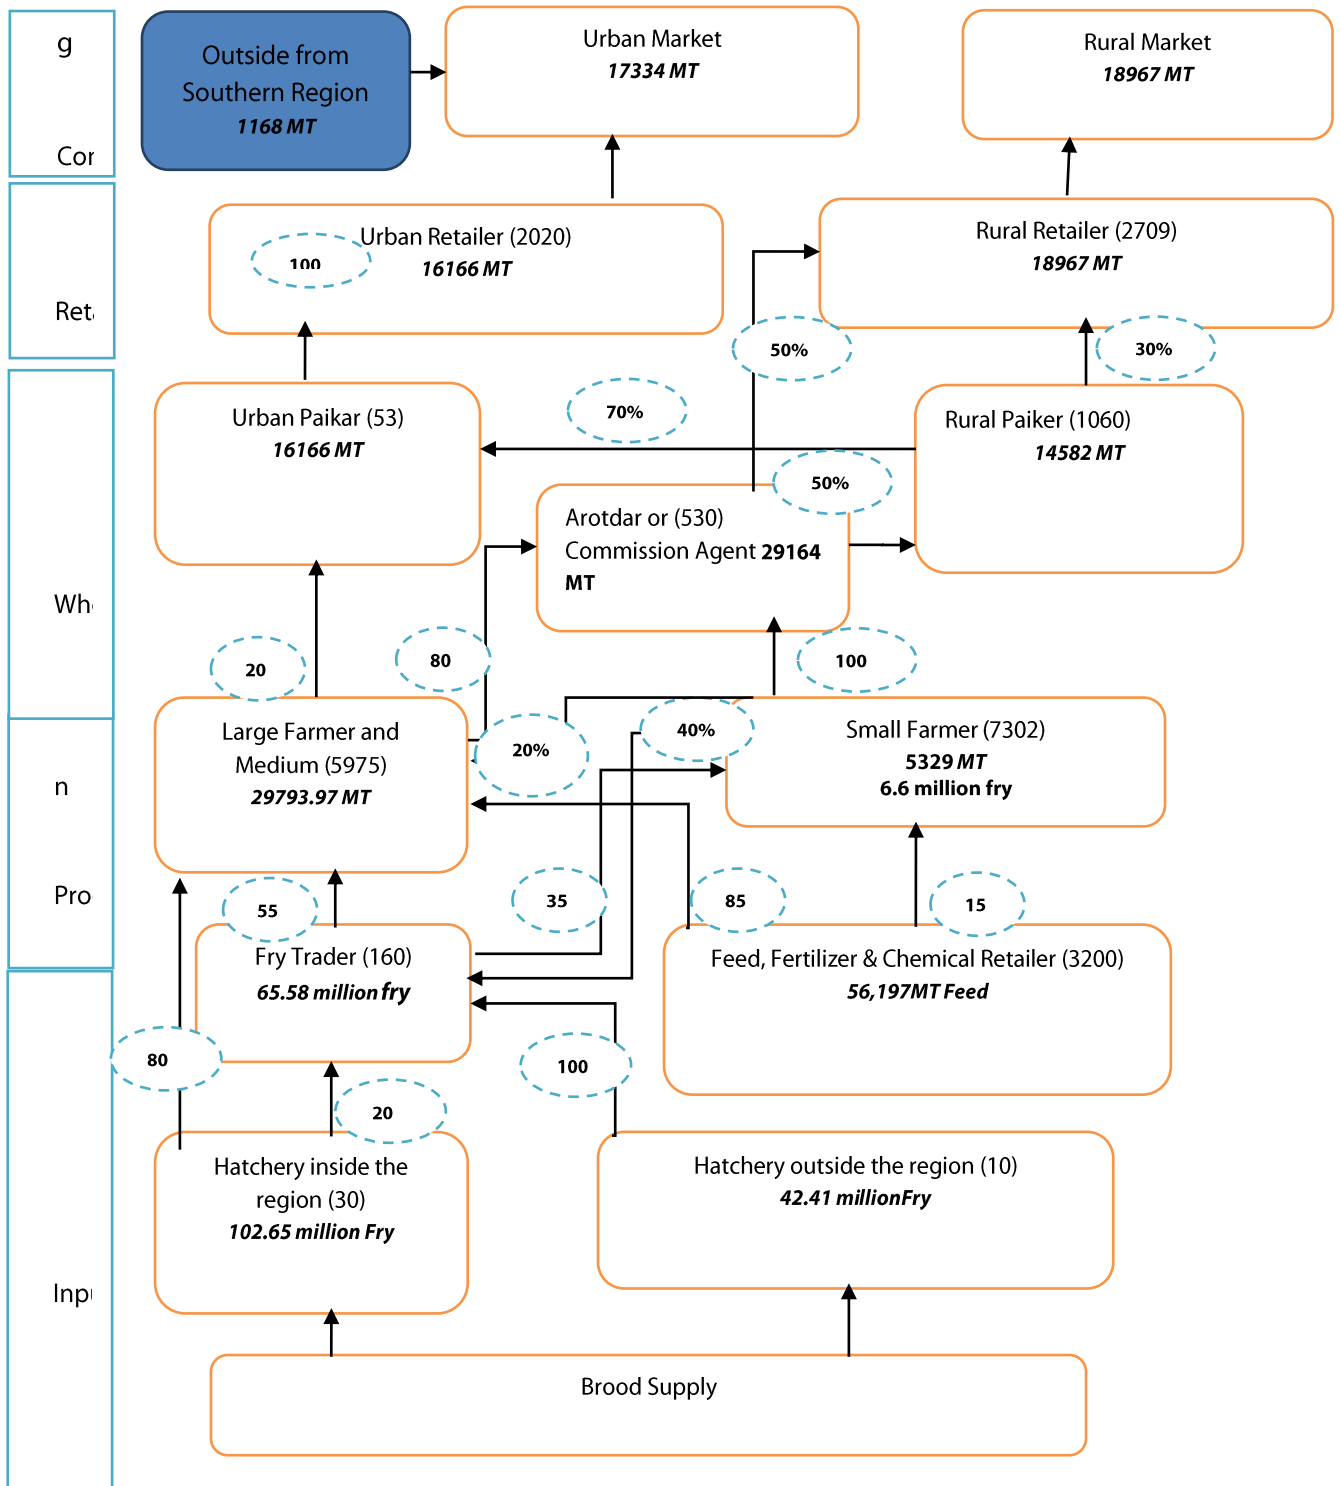 g
Outside from
Southern Region
1168 MT
Urban Market
17334 MT
Rural Market
18967 MT
Cor
Urban Retailer (2020)
16166 MT
100
Rural Retailer (2709)
18967 MT
Reta
50%
30%
70%
Urban Paikar (53)
16166 MT
Rural Paiker (1060)
14582 MT
50%
Arotdar or (530)
Commission Agent 29164
MT
Who
20
80
100
Large Farmer and
Medium (5975)
29793.97 MT
20%
40%
Small Farmer (7302)
5329 MT
6.6 million fry
n
Pro
55
35
85
15
Fry Trader (160)
65.58 million fry
Feed, Fertilizer & Chemical Retailer (3200)
56,197MT Feed
80
100
20
Hatchery inside the
region (30)
102.65 million Fry
Hatchery outside the region (10)
42.41 millionFry
Inpu
Brood Supply